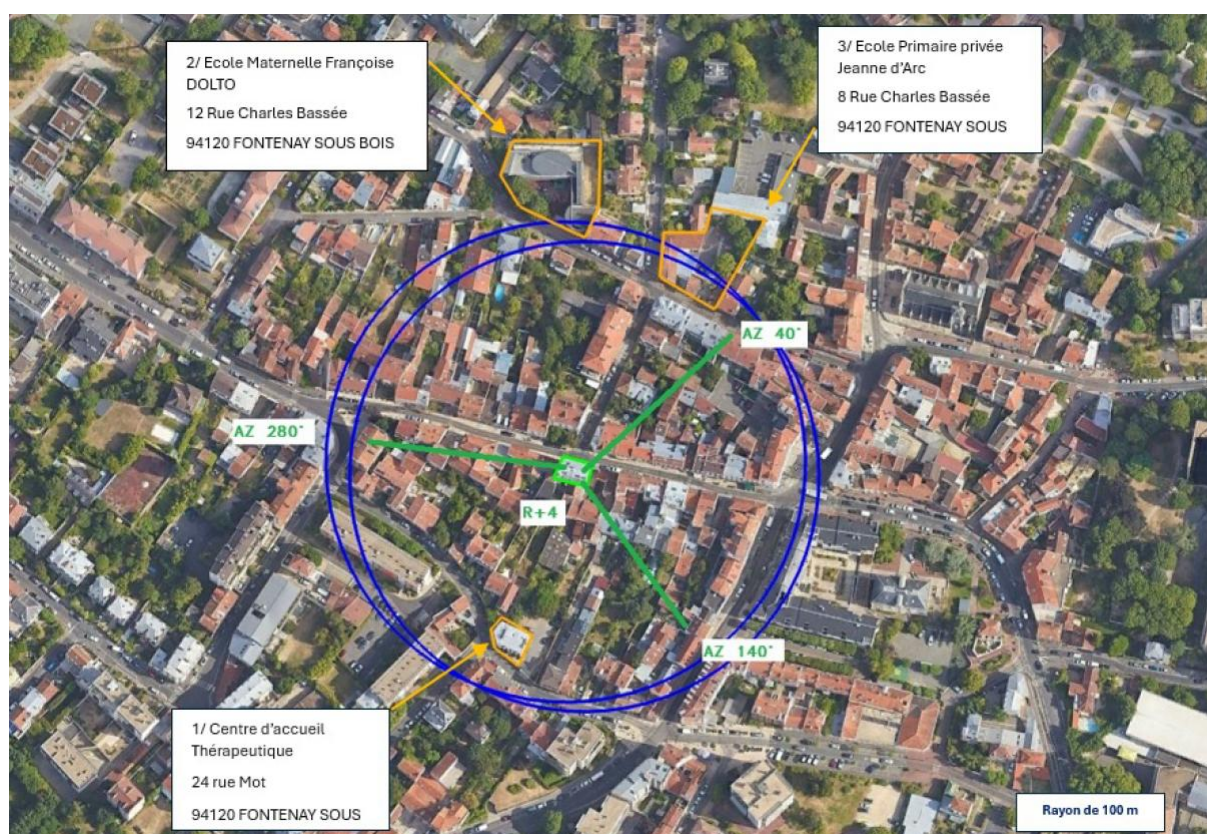 2/ Ecole Maternelle Françoise
DOLTO
12 Rue Charles Bassée
94120 FONTENAY SOUS BOIS
3/ Ecole Primaire privée
Jeanne d'Arc
8 Rue Charles Bassée
94120 FONTENAY SOUS
AZ 40°
AZ 280°
R+4
AZ 140°
1/ Centre d'accueil
Thérapeutique
24 rue Mot
94120 FONTENAY SOUS
Rayon de 100 m